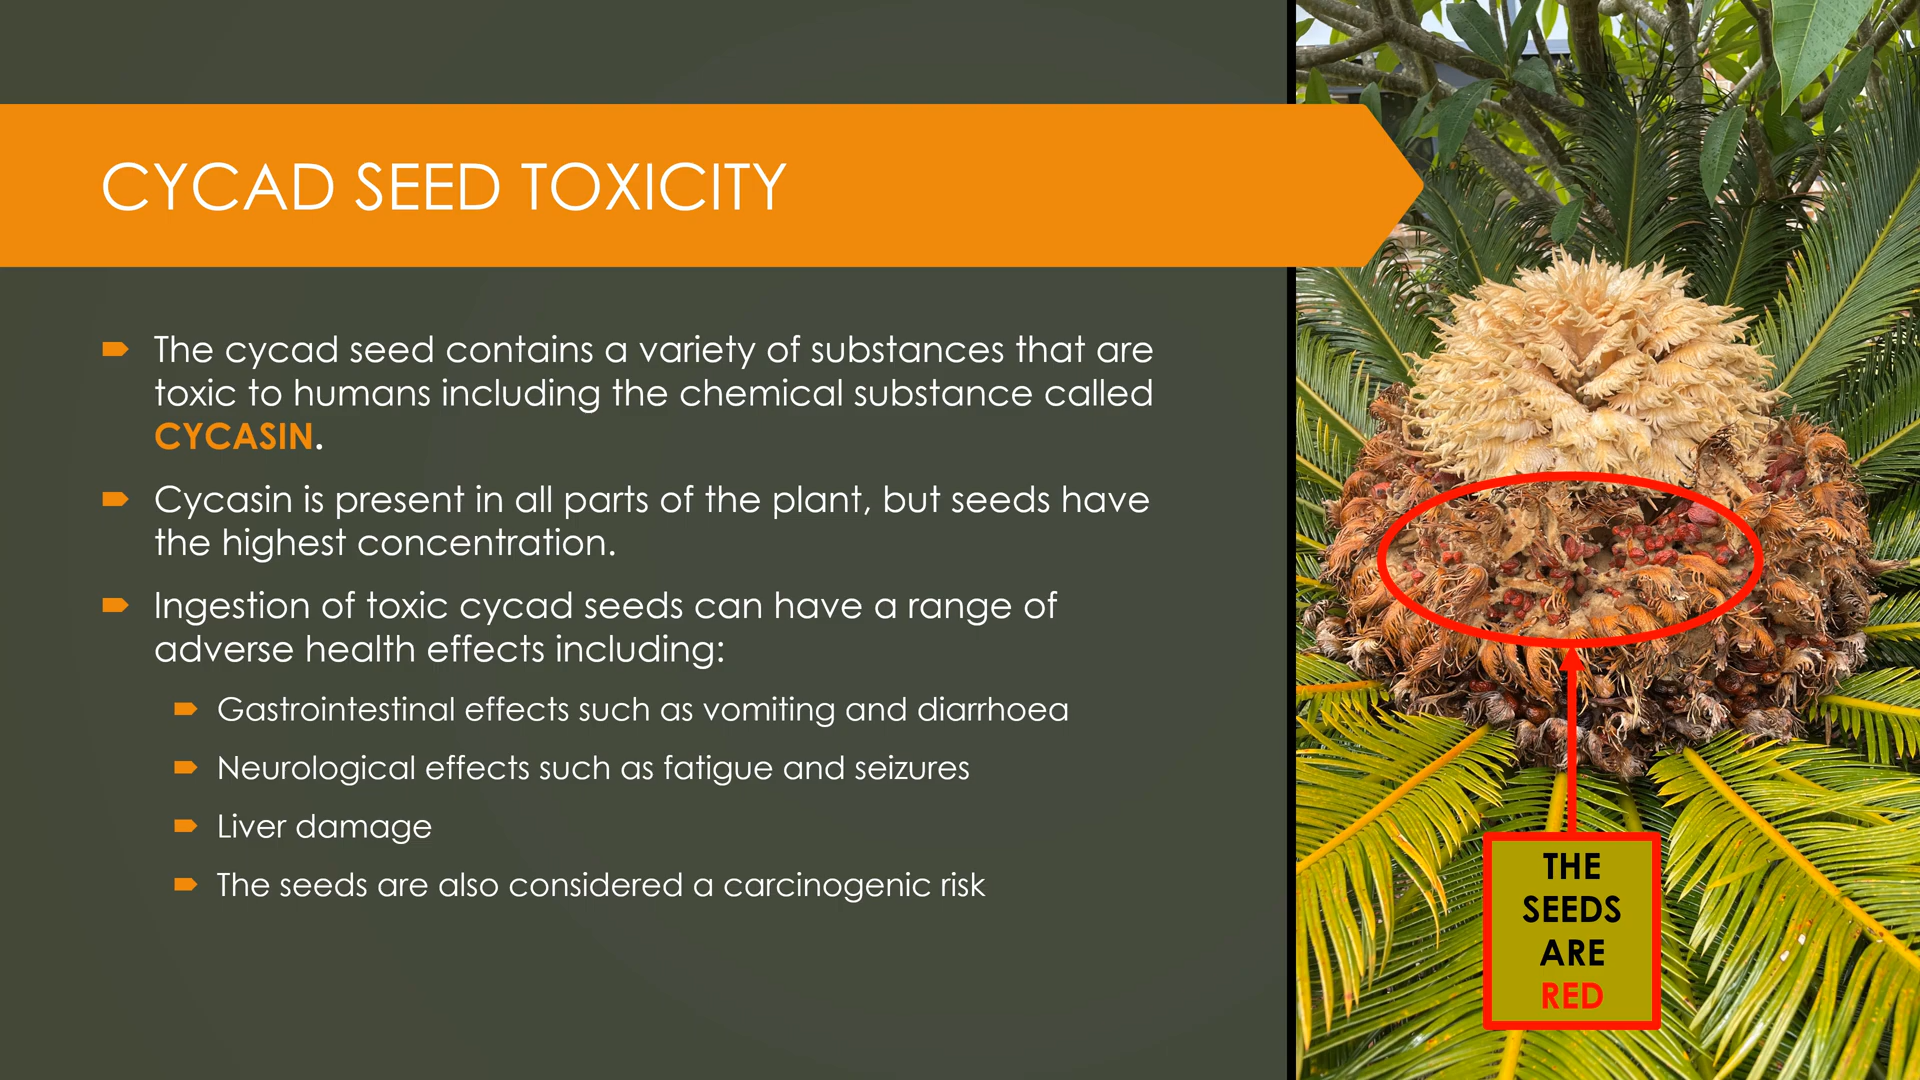 CYCAD SEED TOXICITY
The cycad seed contains a variety of substances that are
toxic to humans including the chemical substance called
CYCASIN.
Cycasin is present in all parts of the plant, but seeds have
the highest concentration.
Ingestion of toxic cycad seeds can have a range of
adverse health effects including:
Gastrointestinal effects such as vomiting and diarrhoea
Neurological effects such as fatigue and seizures
Liver damage
The seeds are also considered a carcinogenic risk
THE
SEEDS
ARE
RED